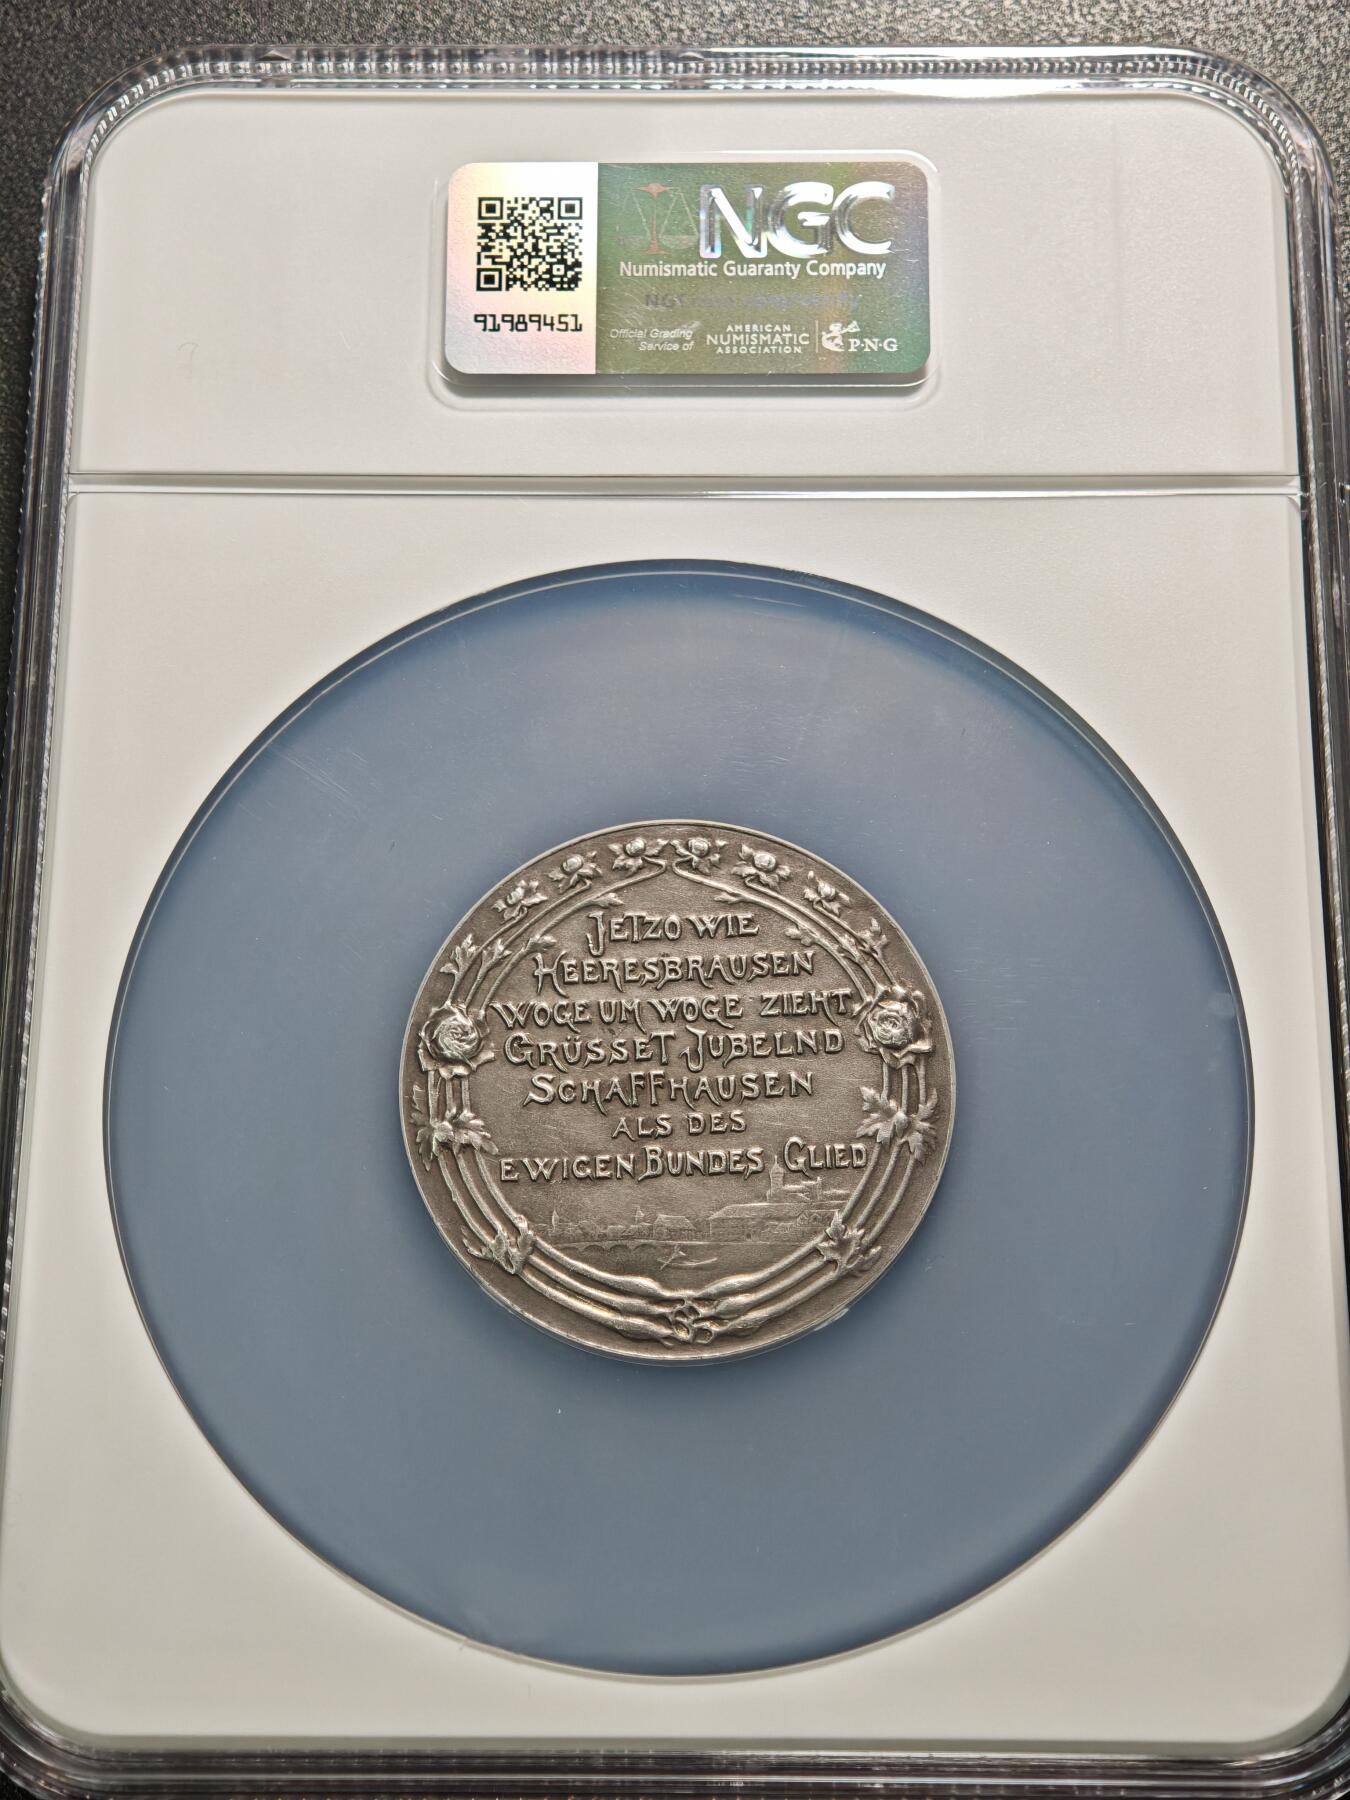 NGC
Numismatic Guaranty Company
91989451
Official Grading
Service of
AMERICAN
NUMISMATIC
ASSOCIATION
P·N·G
JETZO WIE
HEERESBRAUSEN
WOGE UM WOGE ZIEHT,
GRÜSSET JUBELND
SCHAFFHAUSEN
ALS DES
EWIGEN BUNDES GLIED